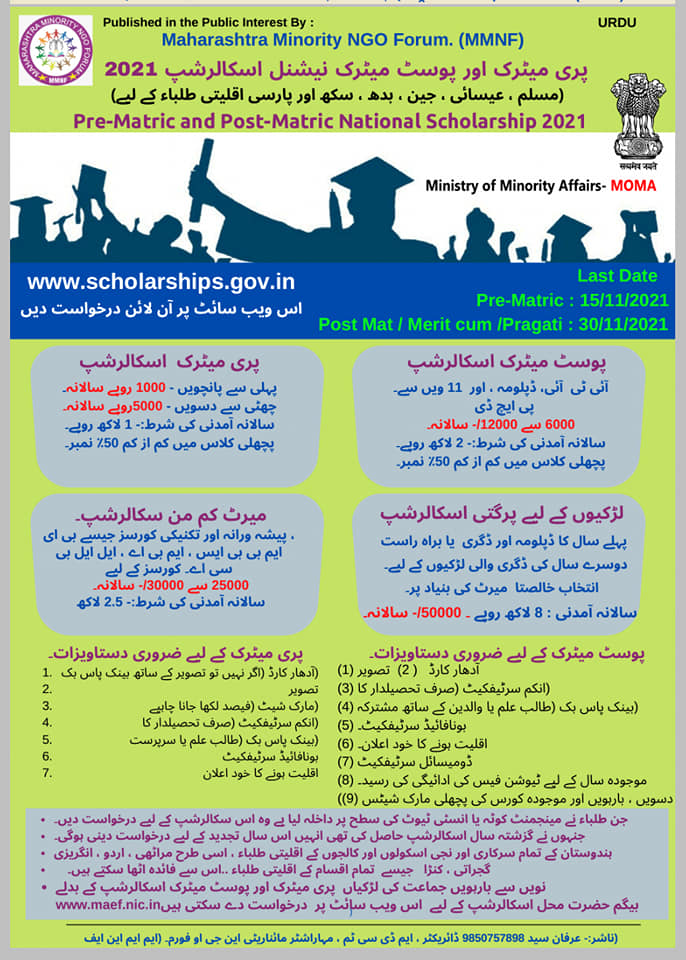 Published in the Public Interest By :
URDU
Maharashtra Minority NGO Forum. (MMNF)
MAHARASHTRA MINORITY NGO FORUM
MMNF
پری میٹرک اور پوسٹ میٹرک نیشنل اسکالرشپ 2021
(مسلم ، عیسائی ، جین ، بدھ ، سکھ اور پارسی اقلیتی طلباء کے لیے)
Pre-Matric and Post-Matric National Scholarship 2021
सत्यमेव जयते
Ministry of Minority Affairs- MOMA
www.scholarships.gov.in
اس ویب سائٹ پر آن لائن درخواست دیں
Last Date
Pre-Matric : 15/11/2021
Post Mat / Merit cum /Pragati : 30/11/2021
پری میٹرک اسکالرشپ
پہلی سے پانچویں - 1000 روپے سالانہ۔
چھٹی سے دسویں - 5000روپے سالانہ۔
سالانہ آمدنی کی شرط:- 1 لاکھ روپے۔
پچھلی کلاس میں کم از کم 50٪ نمبر۔
پوسٹ میٹرک اسکالرشپ
آئی ٹی آئی، ڈپلومہ ، اور 11 ویں سے۔
پی ایچ ڈی
6000 سے 12000/- سالانہ۔
سالانہ آمدنی کی شرط:- 2 لاکھ روپے۔
پچھلی کلاس میں کم از کم 50٪ نمبر۔
میرٹ کم من سکالرشپ۔
، پیشہ ورانہ اور تکنیکی کورسز جیسے بی ای
ایم بی بی ایس ، ایم بی اے ، ایل ایل بی
سی اے۔ کورسز کے لیے
25000 سے 30000/- سالانہ۔
سالانہ آمدنی کی شرط:- 2.5 لاکھ
لڑکیوں کے لیے پرگتی اسکالرشپ
پہلے سال کا ڈپلومہ اور ڈگری یا براہ راست
دوسرے سال کی ڈگری والی لڑکیوں کے لیے۔
انتخاب خالصتا میرٹ کی بنیاد پر۔
سالانہ آمدنی : 8 لاکھ روپے ۔ 50000/- سالانہ۔
پری میٹرک کے لیے ضروری دستاویزات۔
1. (آدھار کارڈ (اگر نہیں تو تصویر کے ساتھ بینک پاس بک
2. تصویر
3. (مارک شیٹ (فیصد لکھا جانا چاہیے
4. (انکم سرٹیفکیٹ (صرف تحصیلدار کا
5. (بینک پاس بک (طالب علم یا سرپرست
6. بونافائیڈ سرٹیفکیٹ
7. اقلیت ہونے کا خود اعلان
پوسٹ میٹرک کے لیے ضروری دستاویزات۔
(1) آدھار کارڈ (2) تصویر
(3) (انکم سرٹیفکیٹ (صرف تحصیلدار کا
(4) (بینک پاس بک (طالب علم یا والدین کے ساتھ مشترکہ
(5) بونافائیڈ سرٹیفکیٹ۔
(6) اقلیت ہونے کا خود اعلان۔
(7) ڈومیسائل سرٹیفکیٹ
(8) موجودہ سال کے لیے ٹیوشن فیس کی ادائیگی کی رسید۔
(9)) دسویں ، بارہویں اور موجودہ کورس کی پچھلی مارک شیٹس
• جن طلباء نے مینجمنٹ کوٹہ یا انسٹی ٹیوٹ کی سطح پر داخلہ لیا ہے وہ اس سکالرشپ کے لیے درخواست دیں۔
• جنہوں نے گزشتہ سال اسکالرشپ حاصل کی تھی انہیں اس سال تجدید کے لیے درخواست دینی ہوگی۔
• ہندوستان کے تمام سرکاری اور نجی اسکولوں اور کالجوں کے اقلیتی طلباء ، اسی طرح مراٹھی ، اردو ، انگریزی
• گجراتی ، کنڑا جیسے تمام اقسام کے اقلیتی طلباء ..اس سے فائدہ اٹھا سکتے ہیں۔
• نویں سے بارہویں جماعت کی لڑکیاں پری میٹرک اور پوسٹ میٹرک اسکالرشپ کے بدلے
• بیگم حضرت محل اسکالرشپ کے لیے اس ویب سائٹ پر درخواست دے سکتی ہیںwww.maef.nic.in
(ناشر:- عرفان سید 9850757898 ڈائریکٹر ، ایم ڈی سی ٹم ، مہاراشٹر مائناریٹی این جی او فورم۔ (ایم ایم این ایف